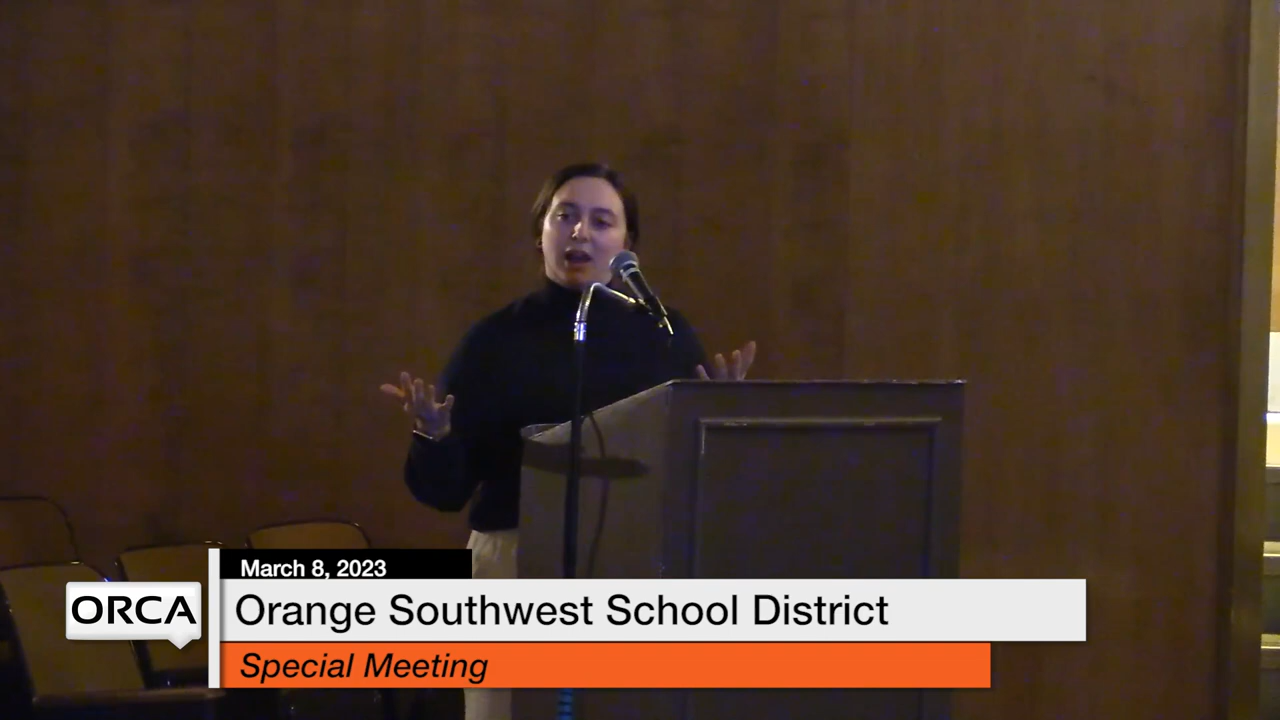 March 8, 2023
ORCA
Orange Southwest School District
Special Meeting